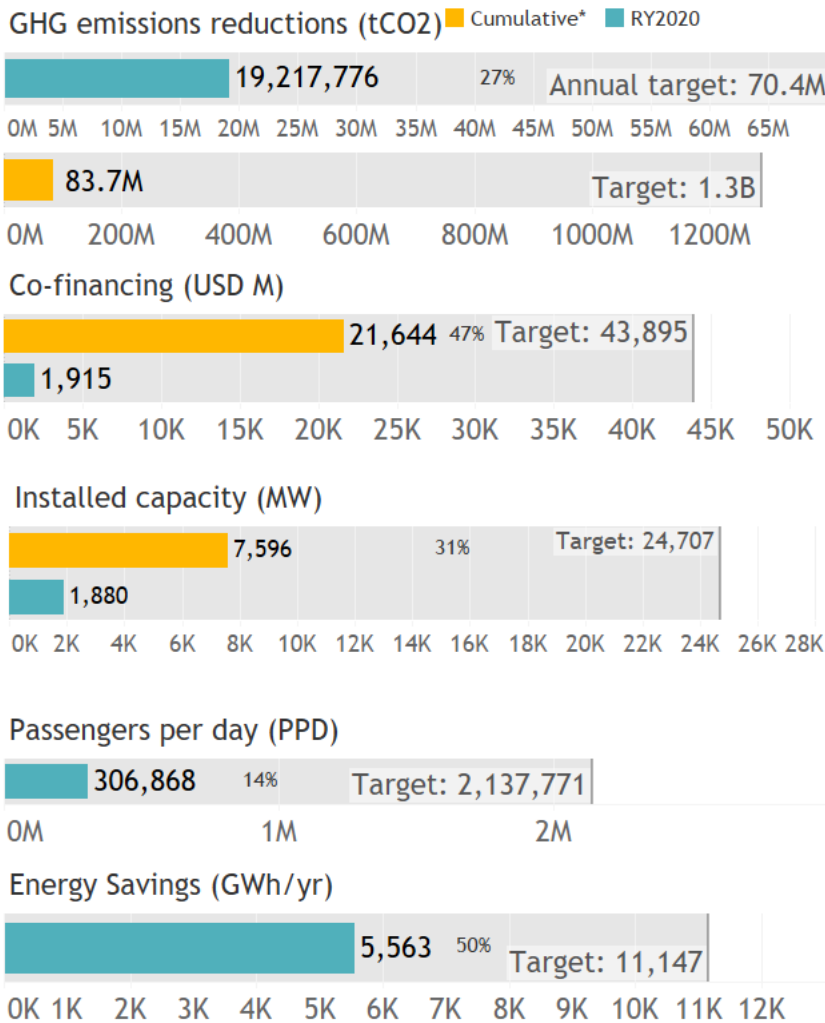 GHG emissions reductions (tCO2) Cumulative* RY2020
19,217,776 27% Annual target: 70.4M
0M 5M 10M 15M 20M 25M 30M 35M 40M 45M 50M 55M 60M 65M
83.7M Target: 1.3B
0M 200M 400M 600M 800M 1000M 1200M
Co-financing (USD M)
21,644 47% Target: 43,895
1,915
0K 5K 10K 15K 20K 25K 30K 35K 40K 45K 50K
Installed capacity (MW)
7,596 31% Target: 24,707
1,880
0K 2K 4K 6K 8K 10K 12K 14K 16K 18K 20K 22K 24K 26K 28K
Passengers per day (PPD)
306,868 14% Target: 2,137,771
0M 1M 2M
Energy Savings (GWh/yr)
5,563 50% Target: 11,147
0K 1K 2K 3K 4K 5K 6K 7K 8K 9K 10K 11K 12K